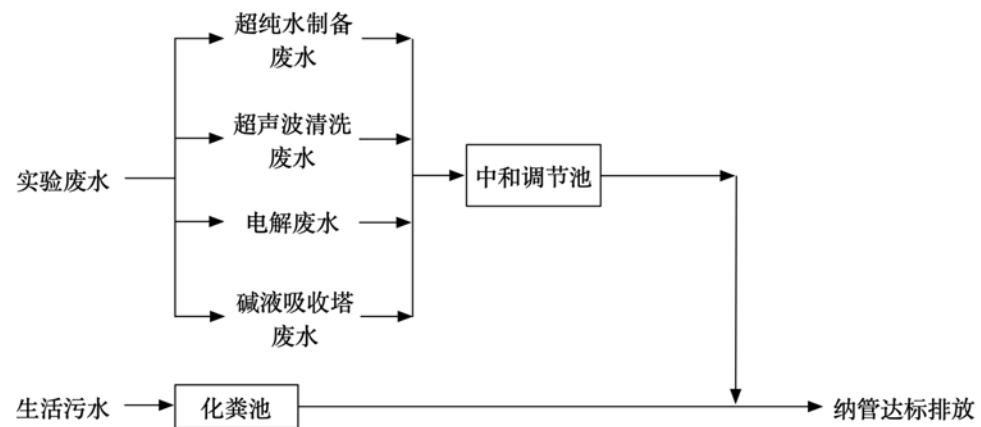 超纯水制备
废水
超声波清洗
废水
实验废水
中和调节池
电解废水
碱液吸收塔
废水
生活污水
化粪池
纳管达标排放